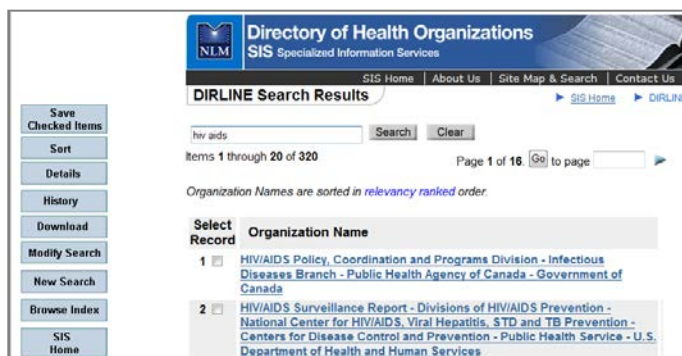 NLM
Directory of Health Organizations
SIS Specialized Information Services
SIS Home | About Us | Site Map & Search | Contact Us
DIRLINE Search Results
SIS Home DIRLIN
hiv aids Search Clear
Items 1 through 20 of 320
Page 1 of 16. Go to page
Organization Names are sorted in relevancy ranked order.
Select
Record
Organization Name
1 HIV/AIDS Policy, Coordination and Programs Division - Infectious
Diseases Branch - Public Health Agency of Canada - Government of
Canada
2 HIV/AIDS Surveillance Report - Divisions of HIV/AIDS Prevention -
National Center for HIV/AIDS, Viral Hepatitis, STD and TB Prevention -
Centers for Disease Control and Prevention - Public Health Service - U.S.
Department of Health and Human Services
Save
Checked Items
Sort
Details
History
Download
Modify Search
New Search
Browse Index
SIS
Home